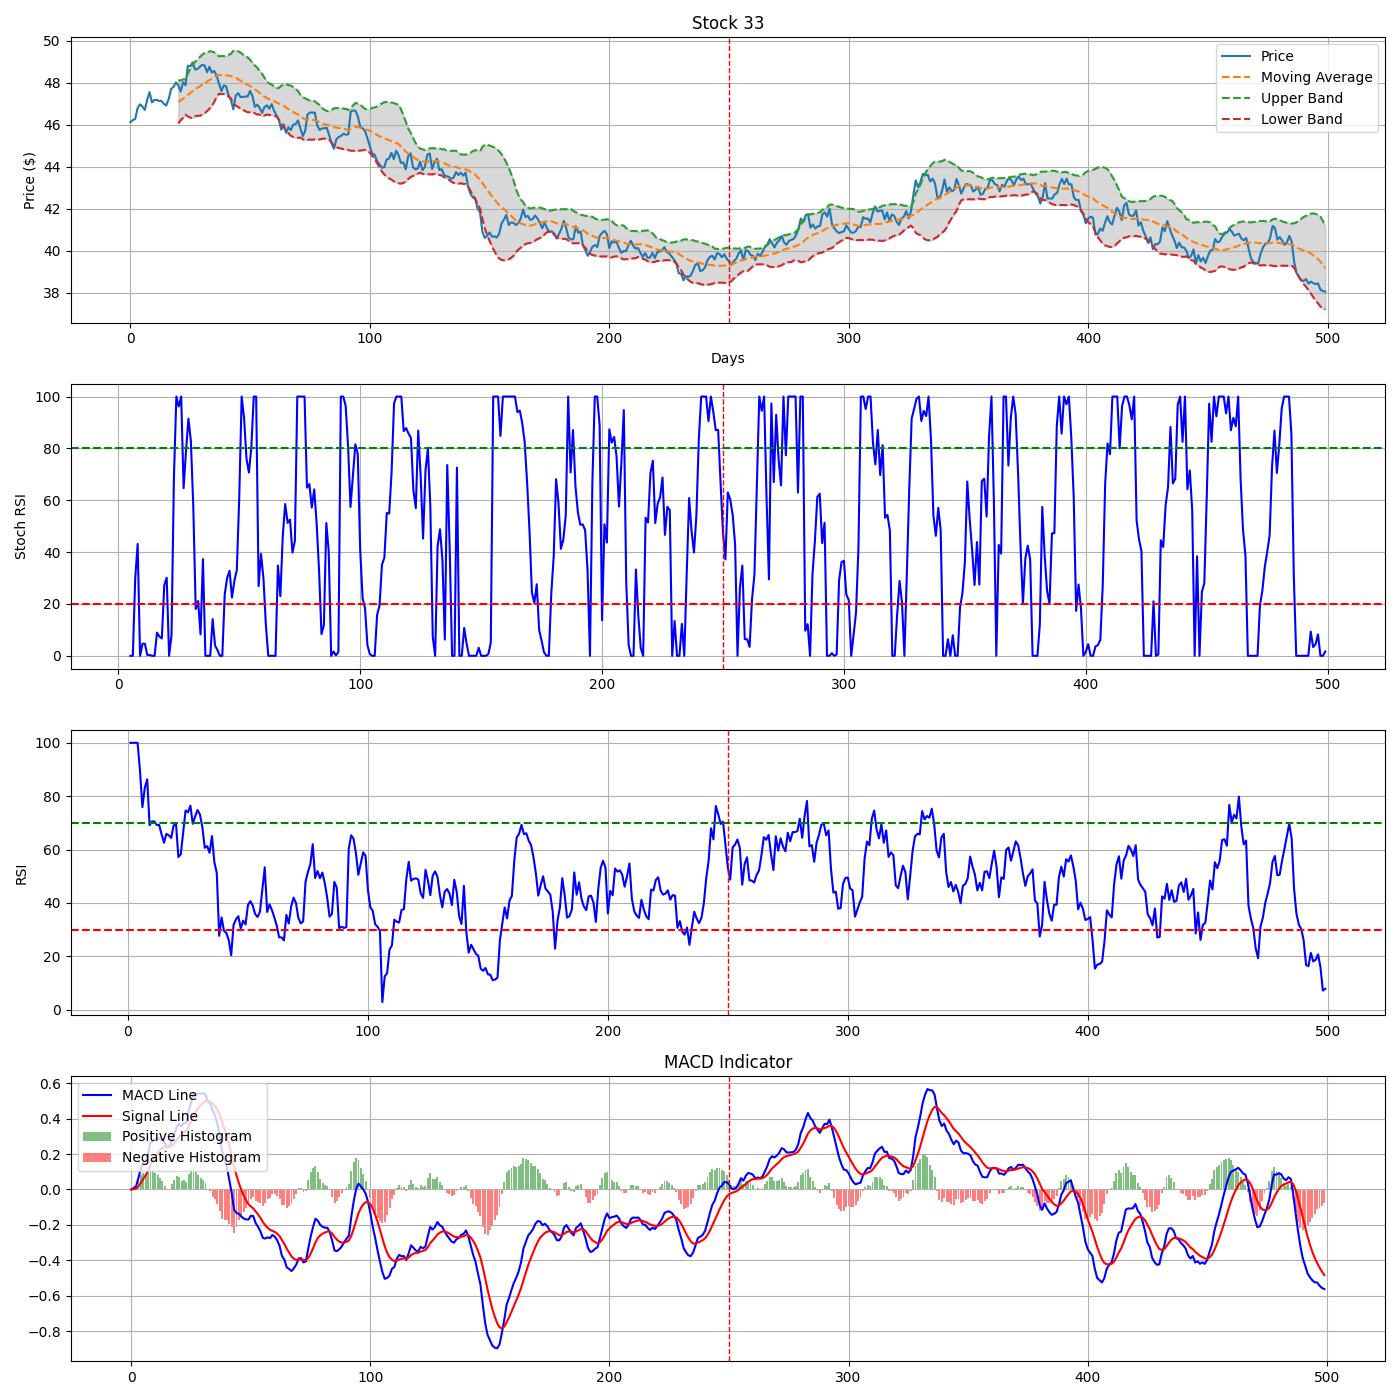 Stock 33
50
48
46
44
42
40
38
Price ($)
Price
Moving Average
Upper Band
Lower Band
0 100 200 300 400 500
Days
100
80
60
40
20
0
Stoch RSI
0 100 200 300 400 500
100
80
60
40
20
0
RSI
0 100 200 300 400 500
MACD Indicator
0.6
0.4
0.2
0.0
−0.2
−0.4
−0.6
−0.8
MACD Line
Signal Line
Positive Histogram
Negative Histogram
0 100 200 300 400 500